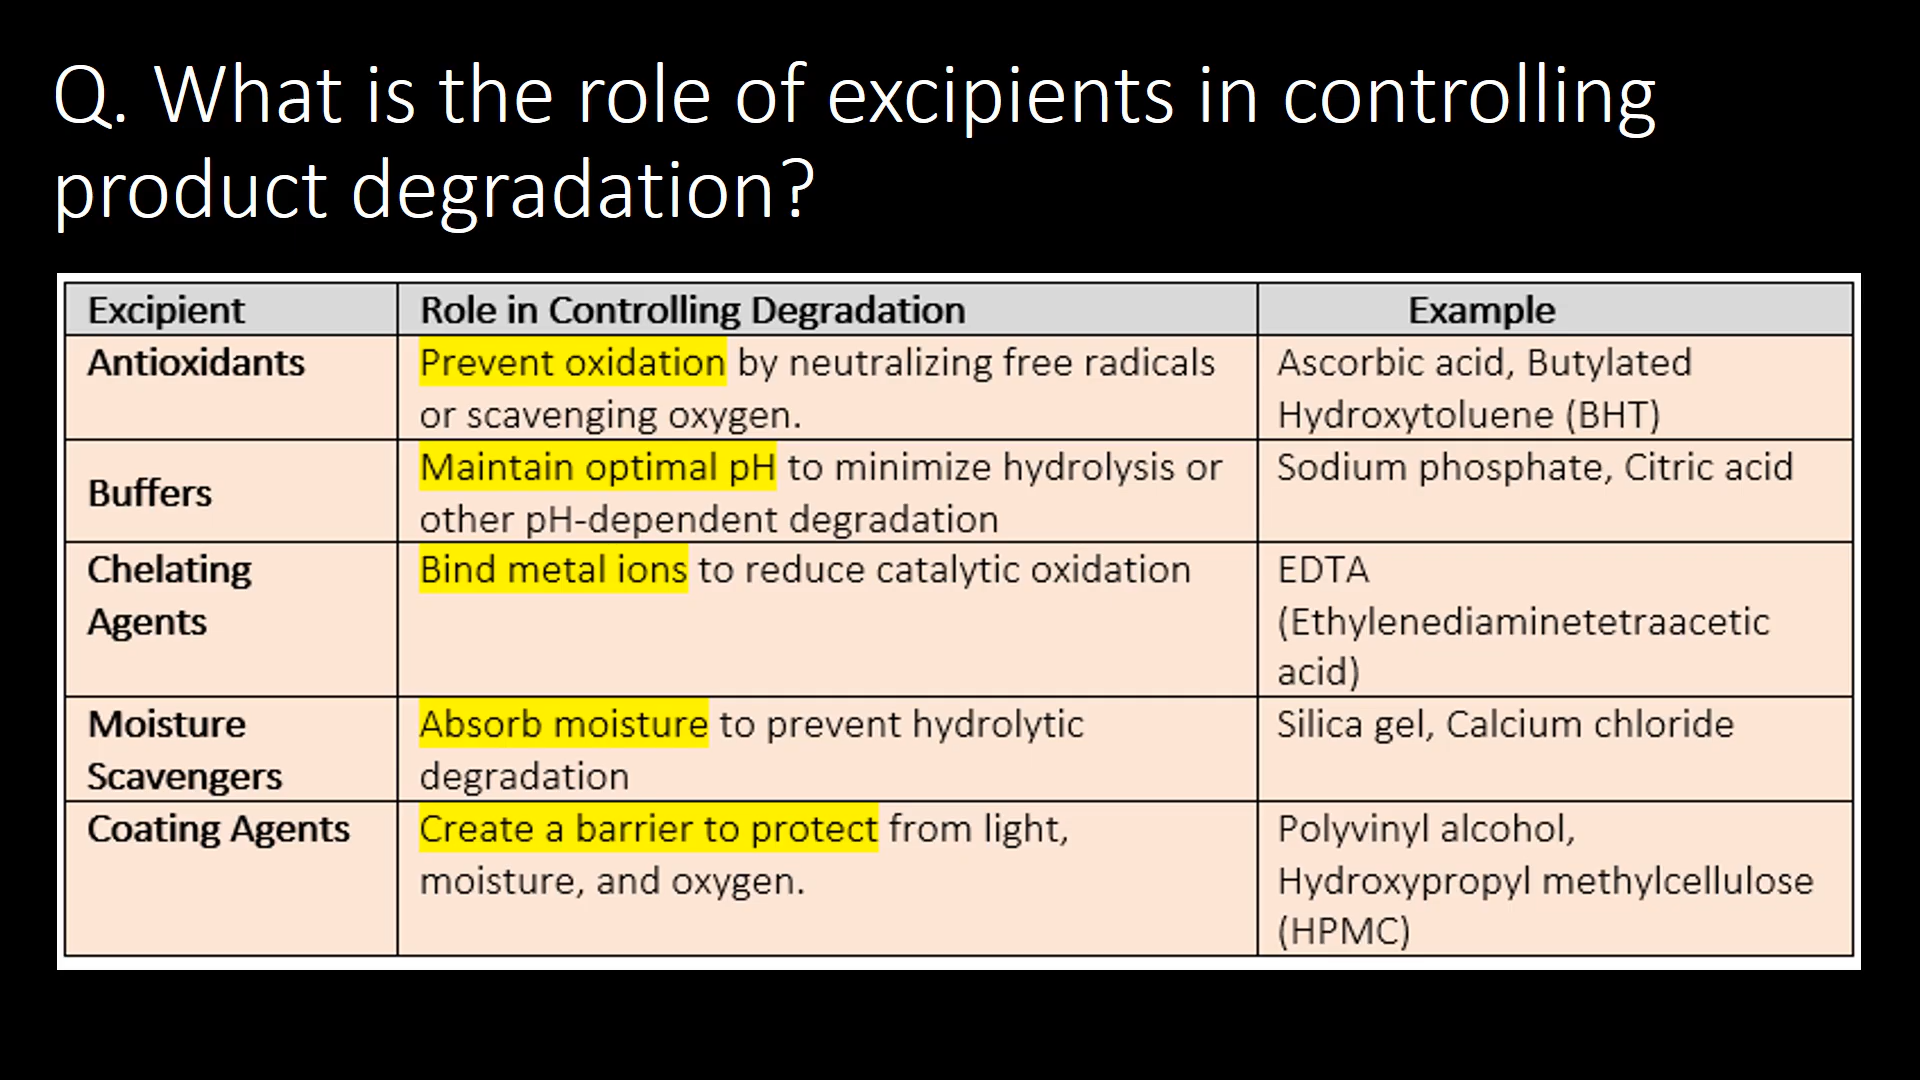 Q. What is the role of excipients in controlling
product degradation?
Excipient
Role in Controlling Degradation
Example
Antioxidants
Prevent oxidation by neutralizing free radicals
or scavenging oxygen.
Ascorbic acid, Butylated
Hydroxytoluene (BHT)
Buffers
Maintain optimal pH to minimize hydrolysis or
other pH-dependent degradation
Sodium phosphate, Citric acid
Chelating
Agents
Bind metal ions to reduce catalytic oxidation
EDTA
(Ethylenediaminetetraacetic
acid)
Moisture
Scavengers
Absorb moisture to prevent hydrolytic
degradation
Silica gel, Calcium chloride
Coating Agents
Create a barrier to protect from light,
moisture, and oxygen.
Polyvinyl alcohol,
Hydroxypropyl methylcellulose
(HPMC)